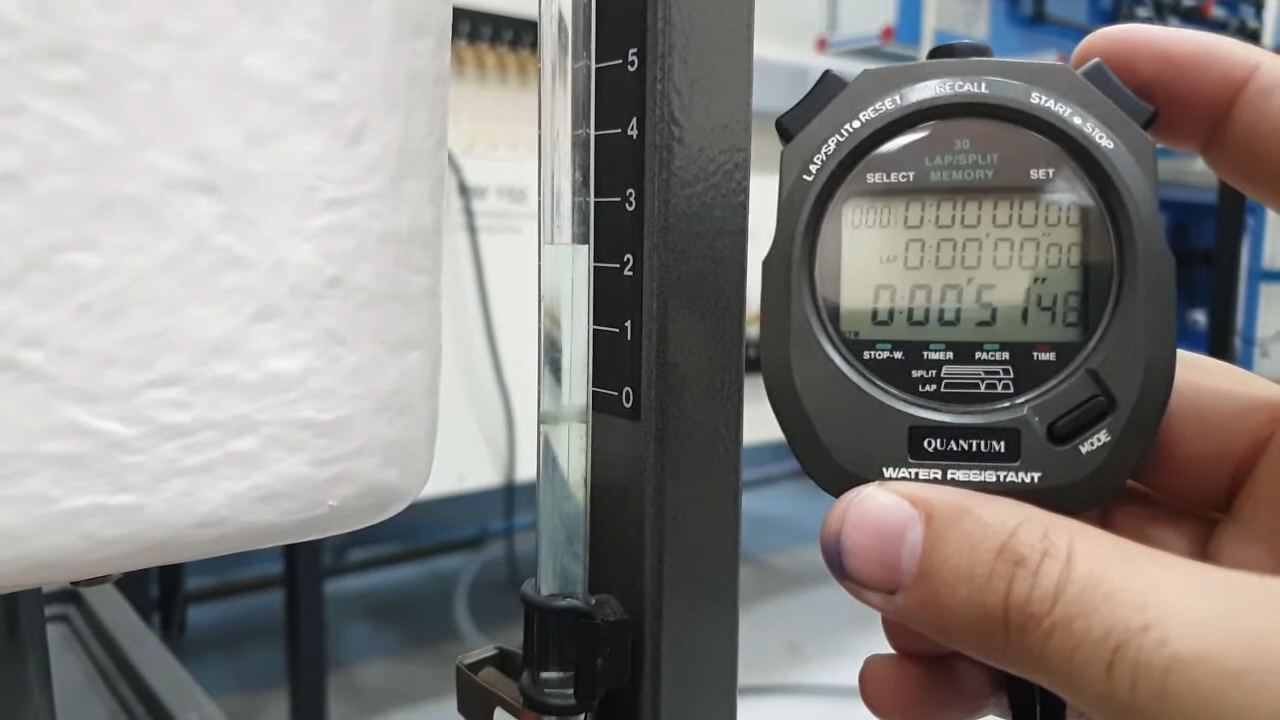 5
4
3
2
1
0
LAP/SPLIT●RESET
RECALL
START●STOP
30
LAP/SPLIT
MEMORY
SELECT
SET
0:00'00"00
LAP 0:00'00"00
0:00'51"48
STOP-W. TIMER PACER TIME
SPLIT
LAP
MODE
QUANTUM
WATER RESISTANT